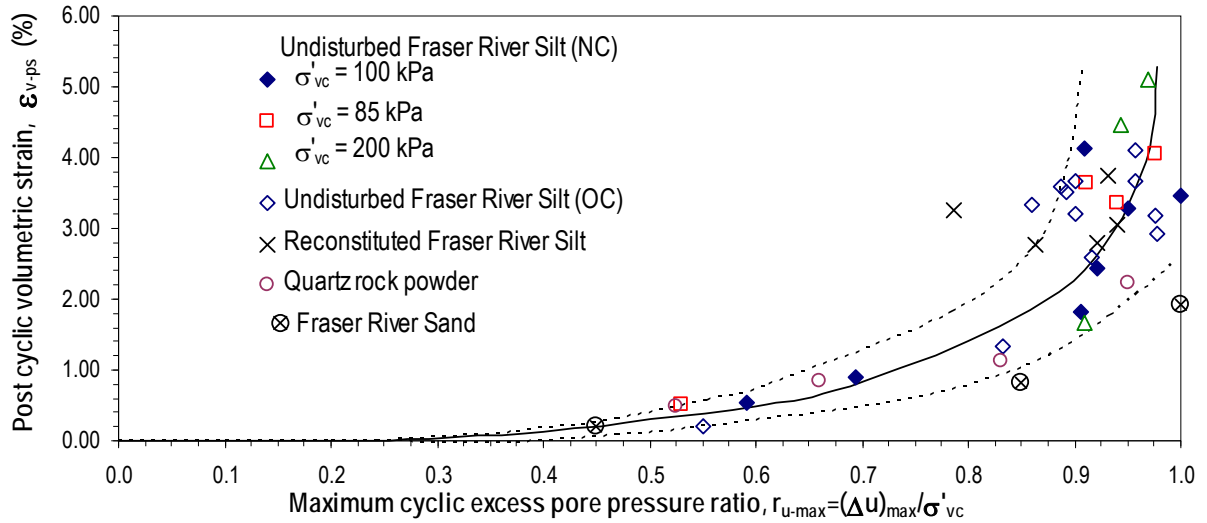 6.00
5.00
4.00
3.00
2.00
1.00
0.00
Post cyclic volumetric strain, ε v-ps (%)
Undisturbed Fraser River Silt (NC)
σ'vc = 100 kPa
σ'vc = 85 kPa
σ'vc = 200 kPa
Undisturbed Fraser River Silt (OC)
Reconstituted Fraser River Silt
Quartz rock powder
Fraser River Sand
0.0 0.1 0.2 0.3 0.4 0.5 0.6 0.7 0.8 0.9 1.0
Maximum cyclic excess pore pressure ratio, ru-max=(Δu)max/σ'vc